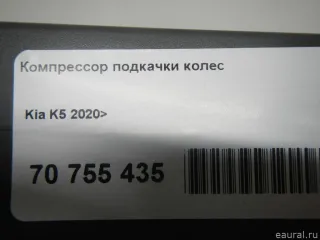 Компрессор подкачки колес
Kia K5 2020>
70 755 435
eaural.ru